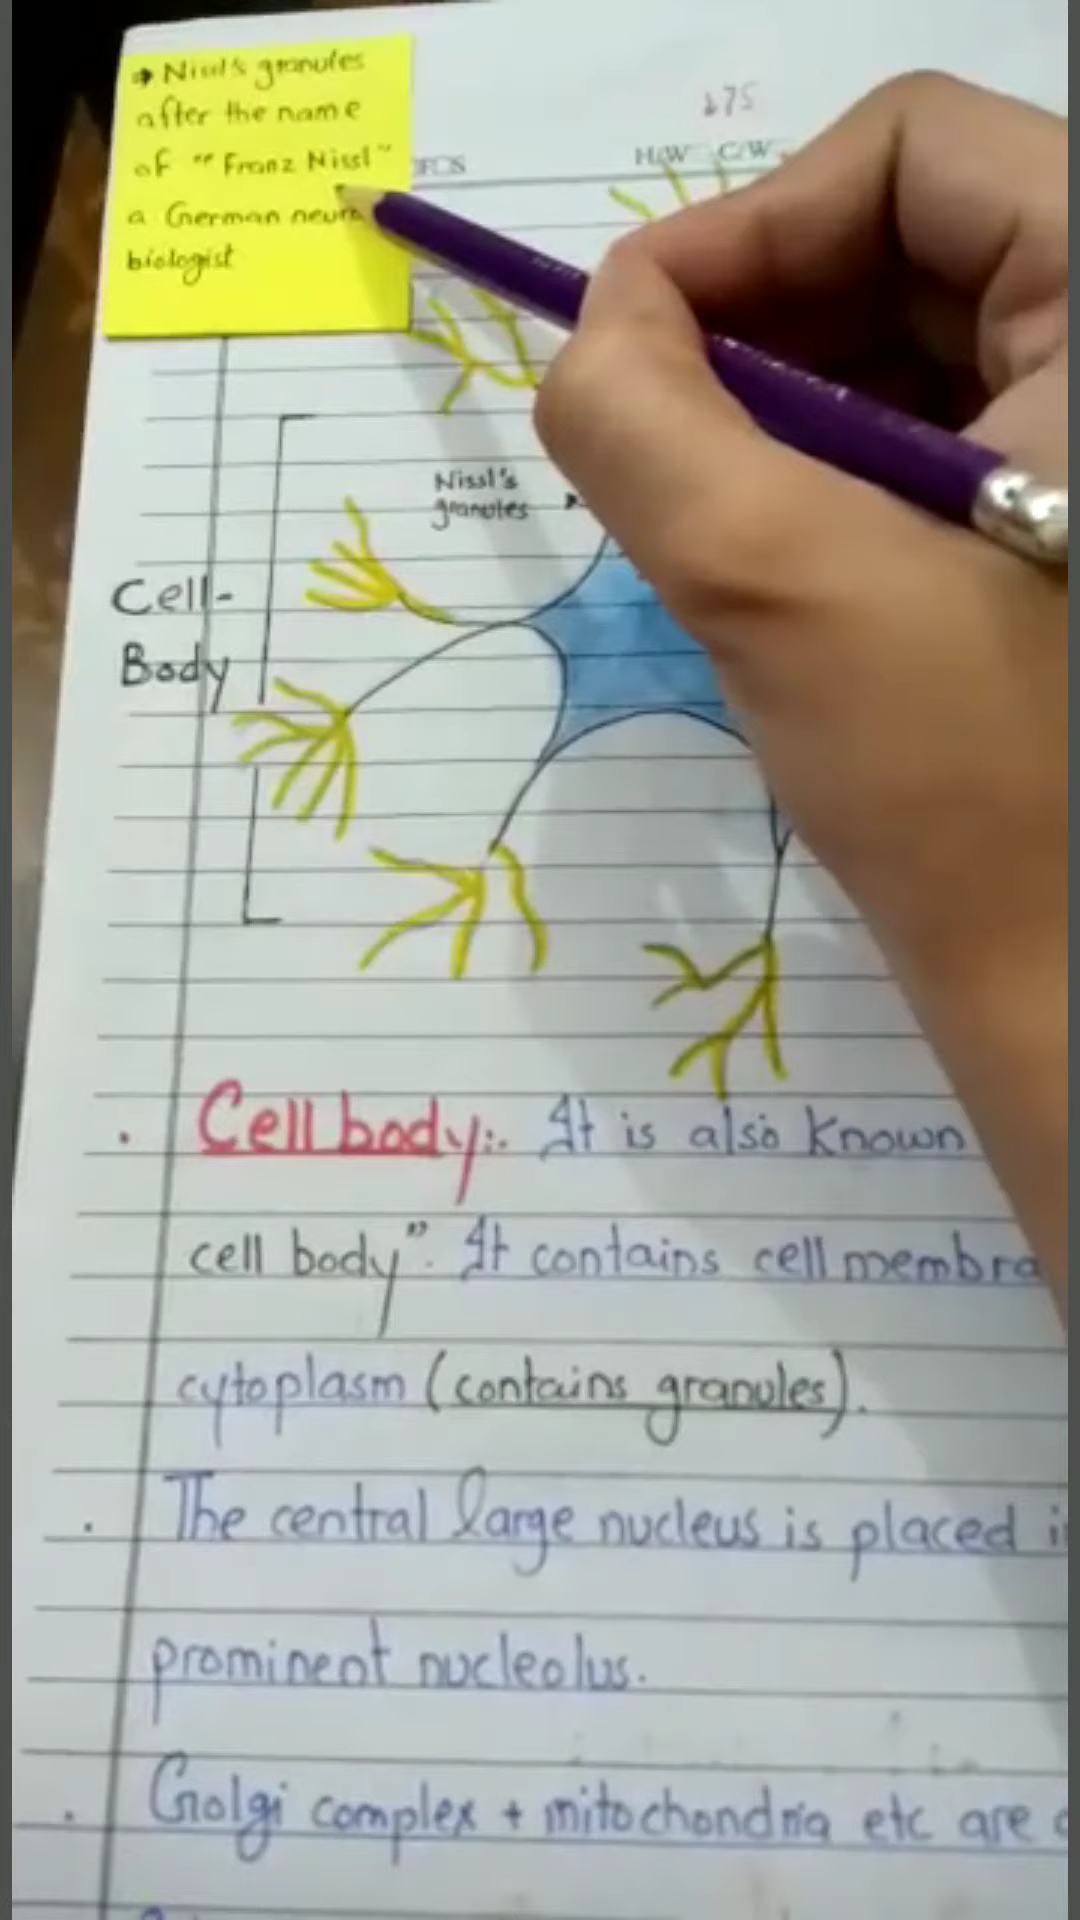 → Nissl's granules
after the name
of "Franz Nissl"
a German neuro
biologist
H/W C/W
Nissl's
granules
Cell-
Body
Cell body:. It is also known
cell body". It contains cell membra
cytoplasm (contains granules).
The central large nucleus is placed
prominent nucleolus.
Golgi complex + mitochondria etc are